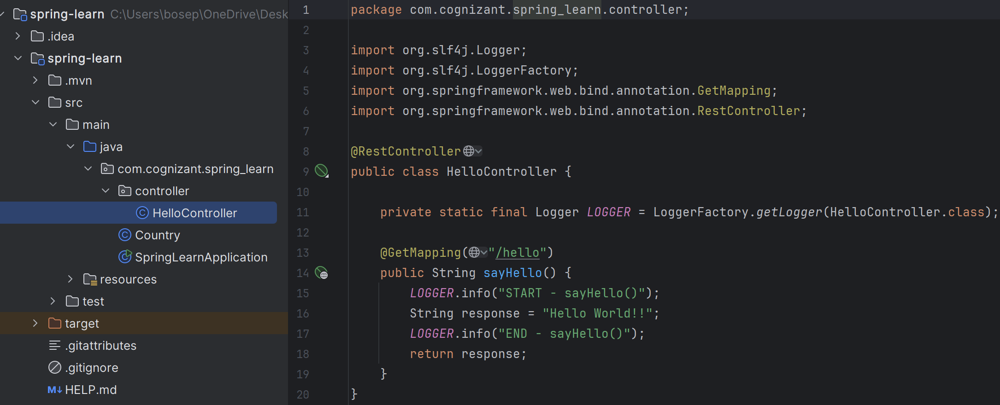 spring-learn C:\Users\bosep\OneDrive\Desk
.idea
spring-learn
.mvn
src
main
java
com.cognizant.spring_learn
controller
HelloController
Country
SpringLearnApplication
resources
test
target
.gitattributes
.gitignore
M↓ HELP.md
1 package com.cognizant.spring_learn.controller;
2
3 import org.slf4j.Logger;
4 import org.slf4j.LoggerFactory;
5 import org.springframework.web.bind.annotation.GetMapping;
6 import org.springframework.web.bind.annotation.RestController;
7
8 @RestController
9 public class HelloController {
10
11     private static final Logger LOGGER = LoggerFactory.getLogger(HelloController.class);
12
13     @GetMapping("/hello")
14     public String sayHello() {
15         LOGGER.info("START - sayHello()");
16         String response = "Hello World!!";
17         LOGGER.info("END - sayHello()");
18         return response;
19     }
20 }